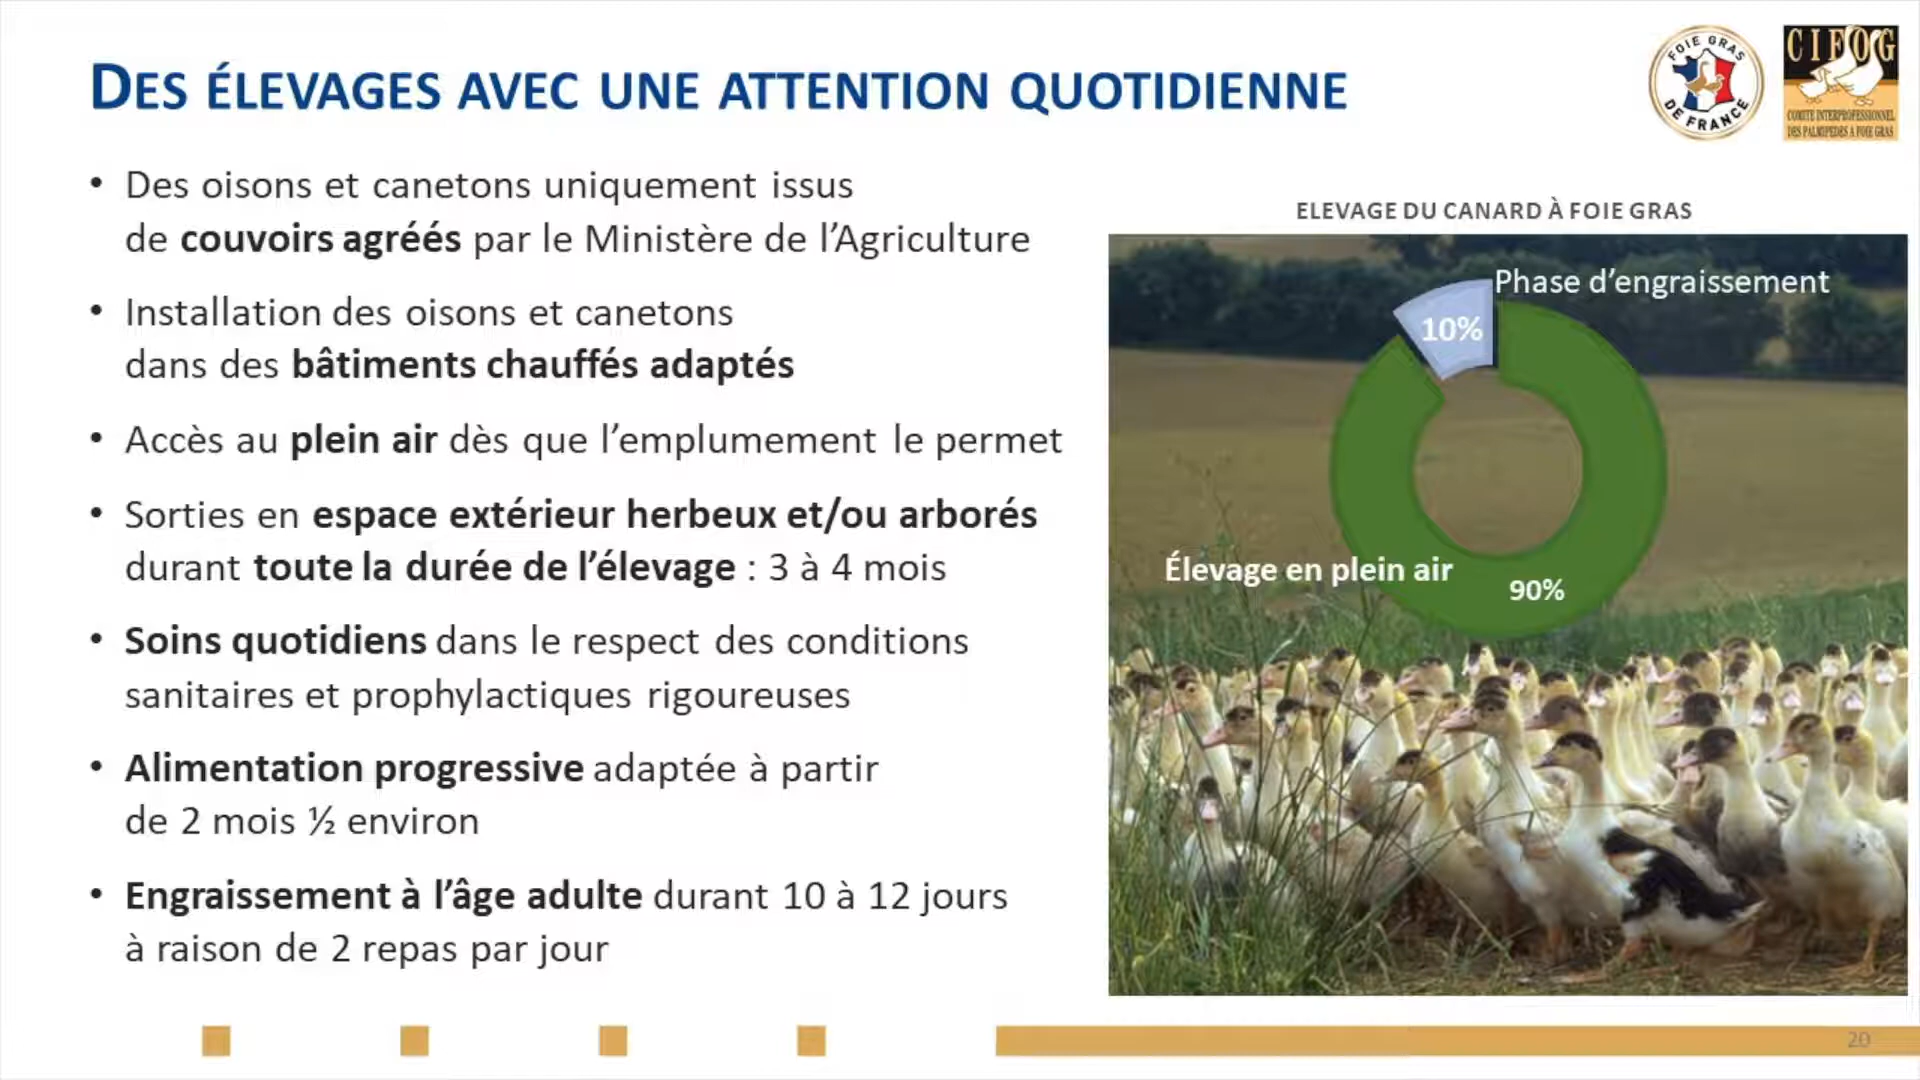 DES ÉLEVAGES AVEC UNE ATTENTION QUOTIDIENNE
FOIE GRAS
DE FRANCE
CIFOG
COMITÉ INTERPROFESSIONNEL
DES PALMIPÈDES À FOIE GRAS
• Des oisons et canetons uniquement issus
de couvoirs agréés par le Ministère de l’Agriculture
• Installation des oisons et canetons
dans des bâtiments chauffés adaptés
• Accès au plein air dès que l’emplumement le permet
• Sorties en espace extérieur herbeux et/ou arborés
durant toute la durée de l’élevage : 3 à 4 mois
• Soins quotidiens dans le respect des conditions
sanitaires et prophylactiques rigoureuses
• Alimentation progressive adaptée à partir
de 2 mois ½ environ
• Engraissement à l’âge adulte durant 10 à 12 jours
à raison de 2 repas par jour
ELEVAGE DU CANARD À FOIE GRAS
Phase d’engraissement
10%
Élevage en plein air
90%
20